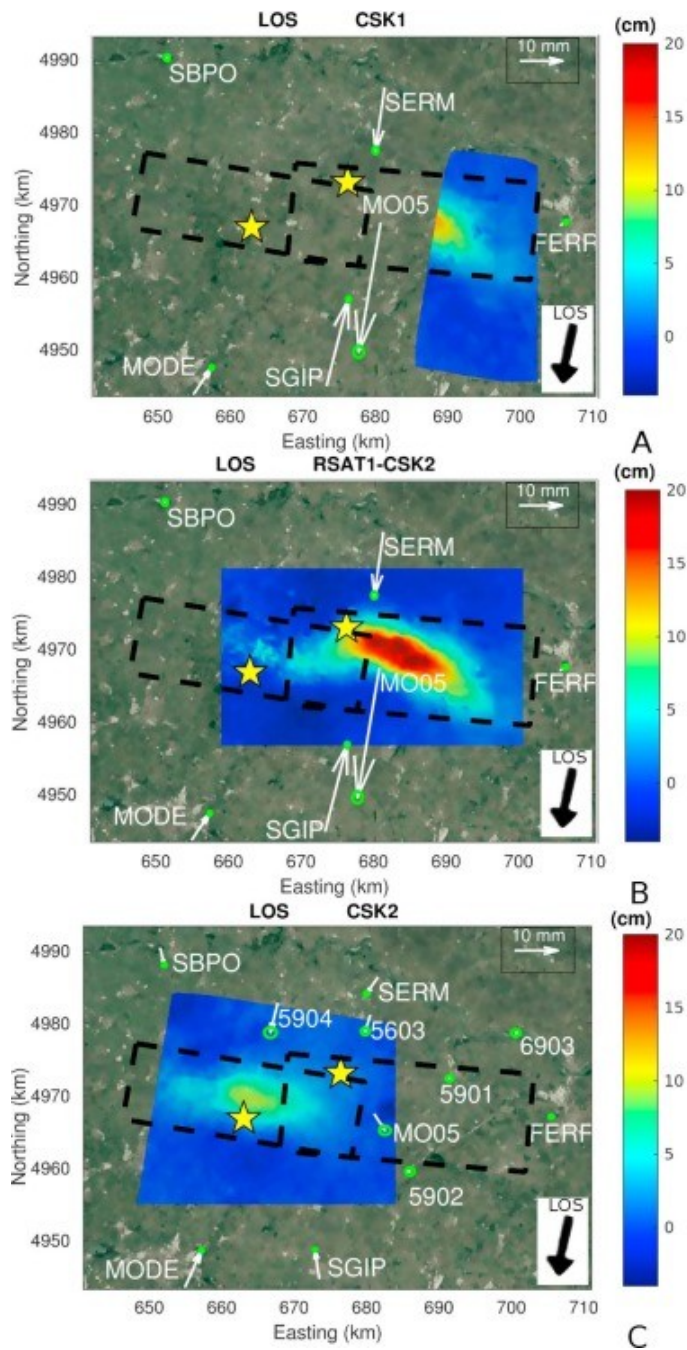 LOS CSK1
(cm)
4990
4980
4970
4960
4950
Northing (km)
SBPO
SERM
10 mm
MO05
FERF
MODE
SGIP
LOS
20
15
10
5
0
650 660 670 680 690 700 710
Easting (km)
A
LOS RSAT1-CSK2
(cm)
4990
4980
4970
4960
4950
Northing (km)
SBPO
SERM
10 mm
MO05
FERF
MODE
SGIP
LOS
20
15
10
5
0
650 660 670 680 690 700 710
Easting (km)
B
LOS CSK2
(cm)
4990
4980
4970
4960
4950
Northing (km)
SBPO
SERM
10 mm
5904
5603
6903
5901
MO05
FERF
5902
MODE
SGIP
LOS
20
15
10
5
0
650 660 670 680 690 700 710
Easting (km)
C